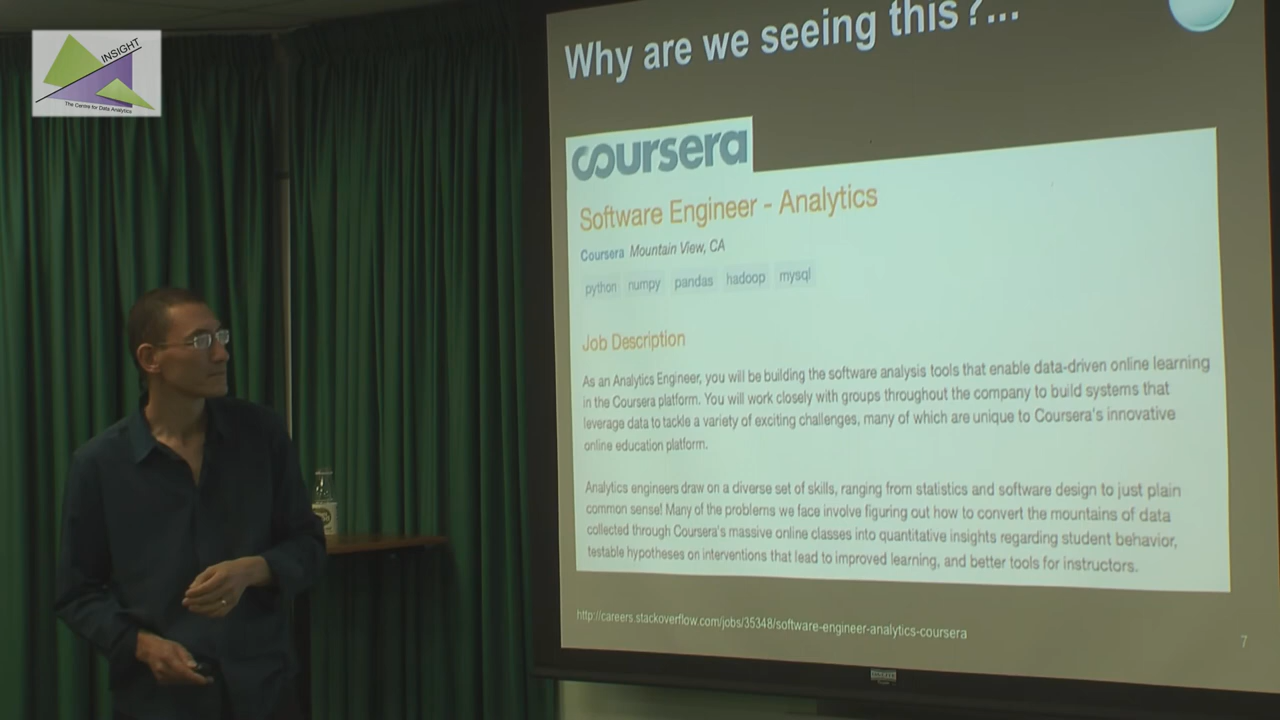 INSIGHT
The Centre for Data Analytics
Why are we seeing this?...
coursera
Software Engineer - Analytics
Coursera Mountain View, CA
python numpy pandas hadoop mysql
Job Description
As an Analytics Engineer, you will be building the software analysis tools that enable data-driven online learning
in the Coursera platform. You will work closely with groups throughout the company to build systems that
leverage data to tackle a variety of exciting challenges, many of which are unique to Coursera's innovative
online education platform.
Analytics engineers draw on a diverse set of skills, ranging from statistics and software design to just plain
common sense! Many of the problems we face involve figuring out how to convert the mountains of data
collected through Coursera's massive online classes into quantitative insights regarding student behavior,
testable hypotheses on interventions that lead to improved learning, and better tools for instructors.
http://careers.stackoverflow.com/jobs/35348/software-engineer-analytics-coursera
7